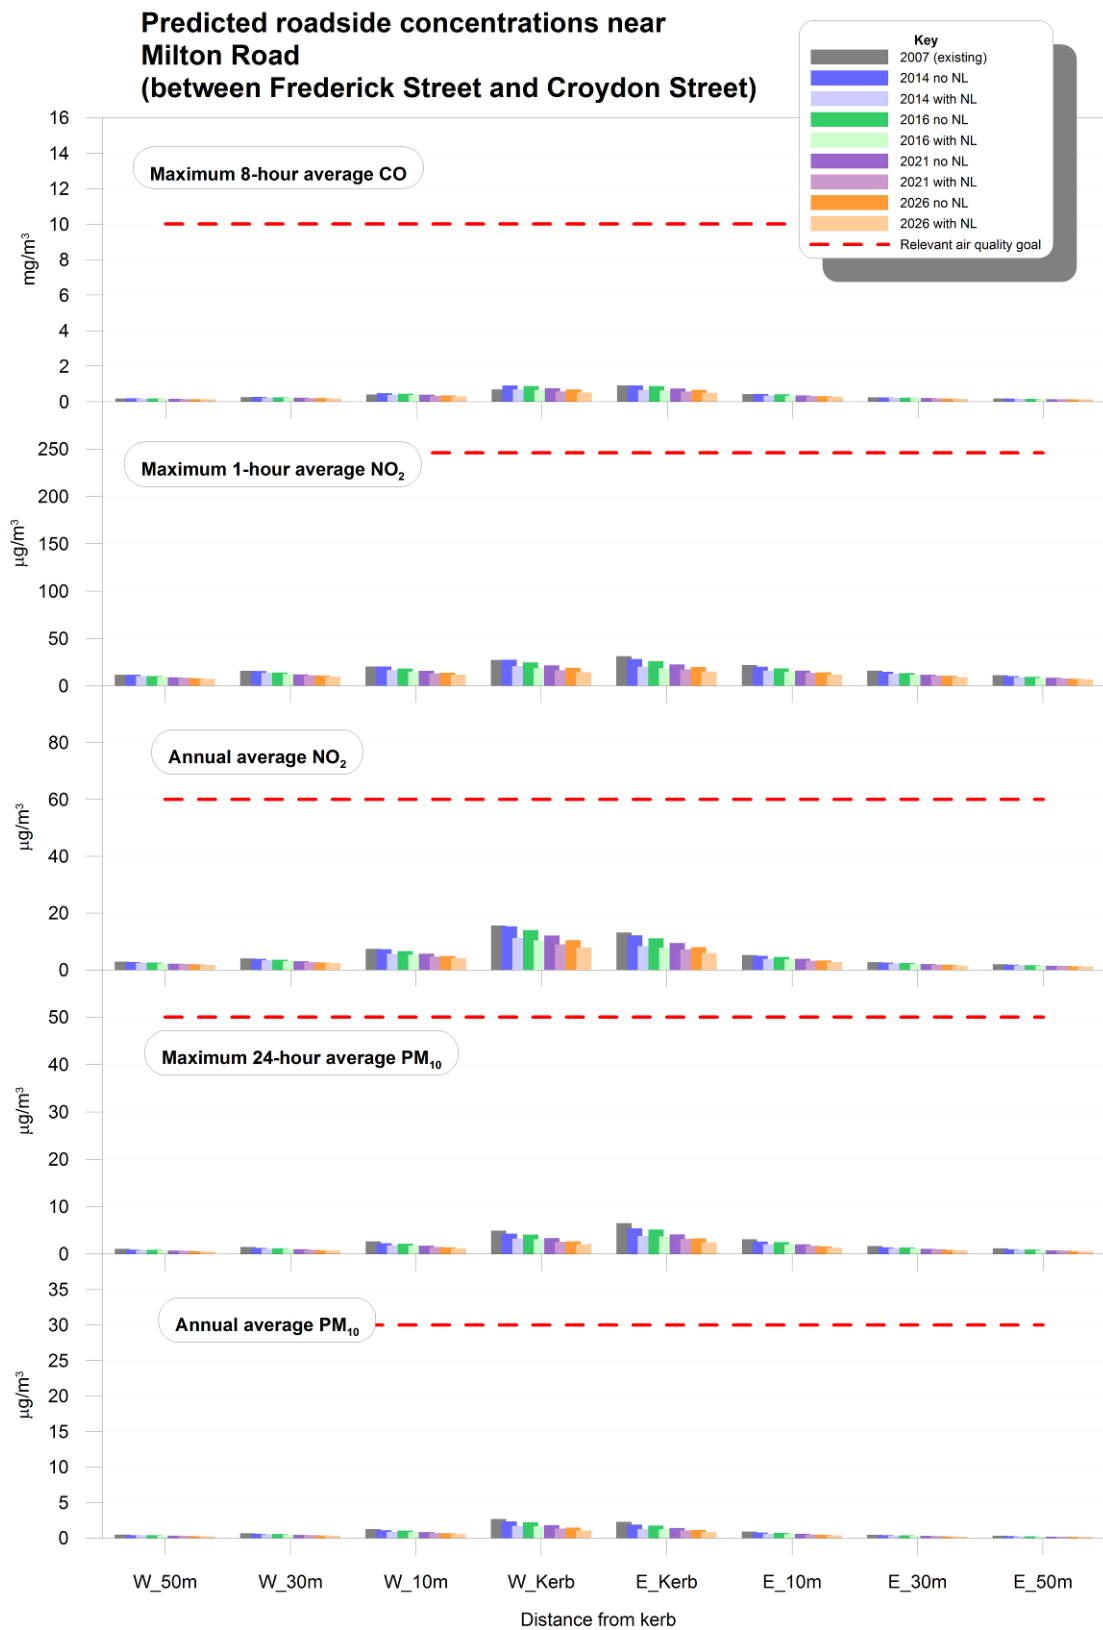 Predicted roadside concentrations near
Milton Road
(between Frederick Street and Croydon Street)
Key
2007 (existing)
2014 no NL
2014 with NL
2016 no NL
2016 with NL
2021 no NL
2021 with NL
2026 no NL
2026 with NL
Relevant air quality goal
Maximum 8-hour average CO
mg/m³
16
14
12
10
8
6
4
2
0
Maximum 1-hour average NO₂
µg/m³
250
200
150
100
50
0
Annual average NO₂
µg/m³
80
60
40
20
0
Maximum 24-hour average PM₁₀
µg/m³
50
40
30
20
10
0
Annual average PM₁₀
µg/m³
35
30
25
20
15
10
5
0
W_50m W_30m W_10m W_Kerb E_Kerb E_10m E_30m E_50m
Distance from kerb